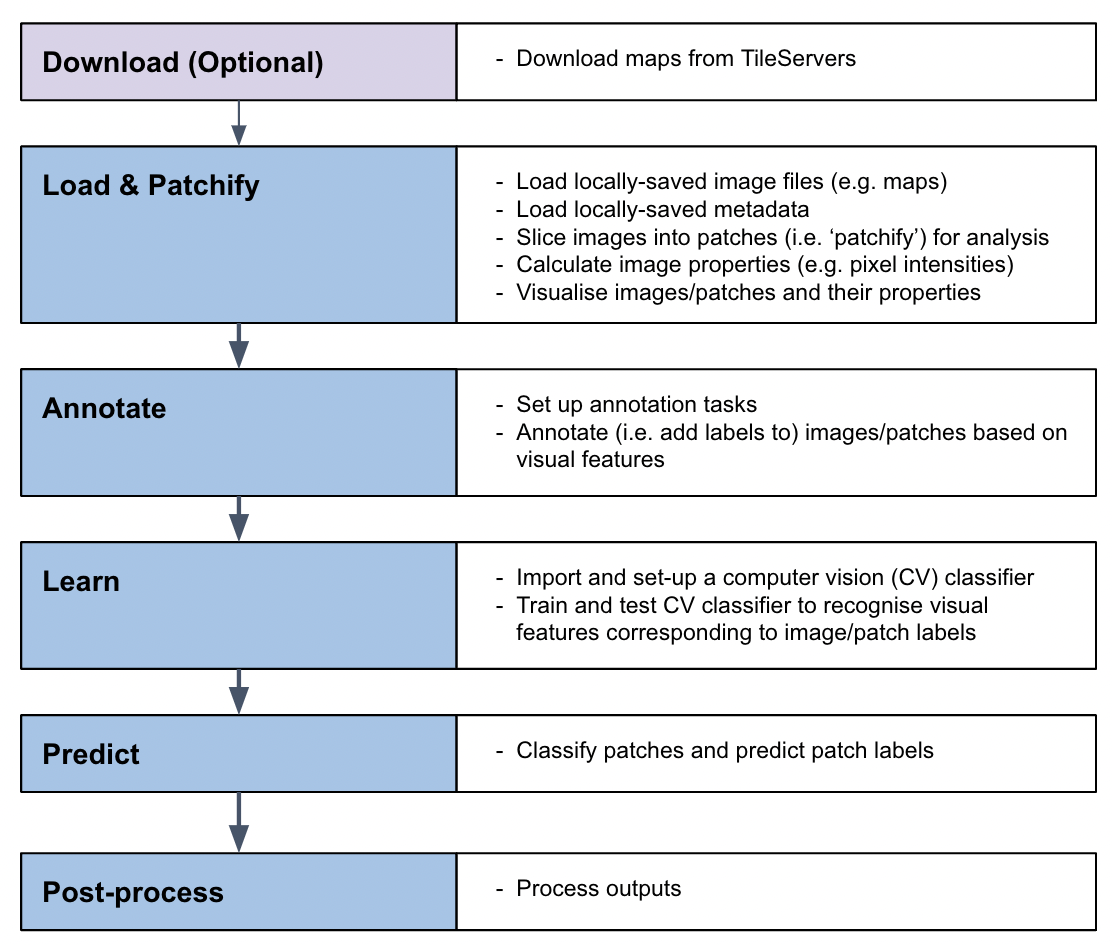 Download (Optional)
- Download maps from TileServers
Load & Patchify
- Load locally-saved image files (e.g. maps)
- Load locally-saved metadata
- Slice images into patches (i.e. ‘patchify’) for analysis
- Calculate image properties (e.g. pixel intensities)
- Visualise images/patches and their properties
Annotate
- Set up annotation tasks
- Annotate (i.e. add labels to) images/patches based on
visual features
Learn
- Import and set-up a computer vision (CV) classifier
- Train and test CV classifier to recognise visual
features corresponding to image/patch labels
Predict
- Classify patches and predict patch labels
Post-process
- Process outputs